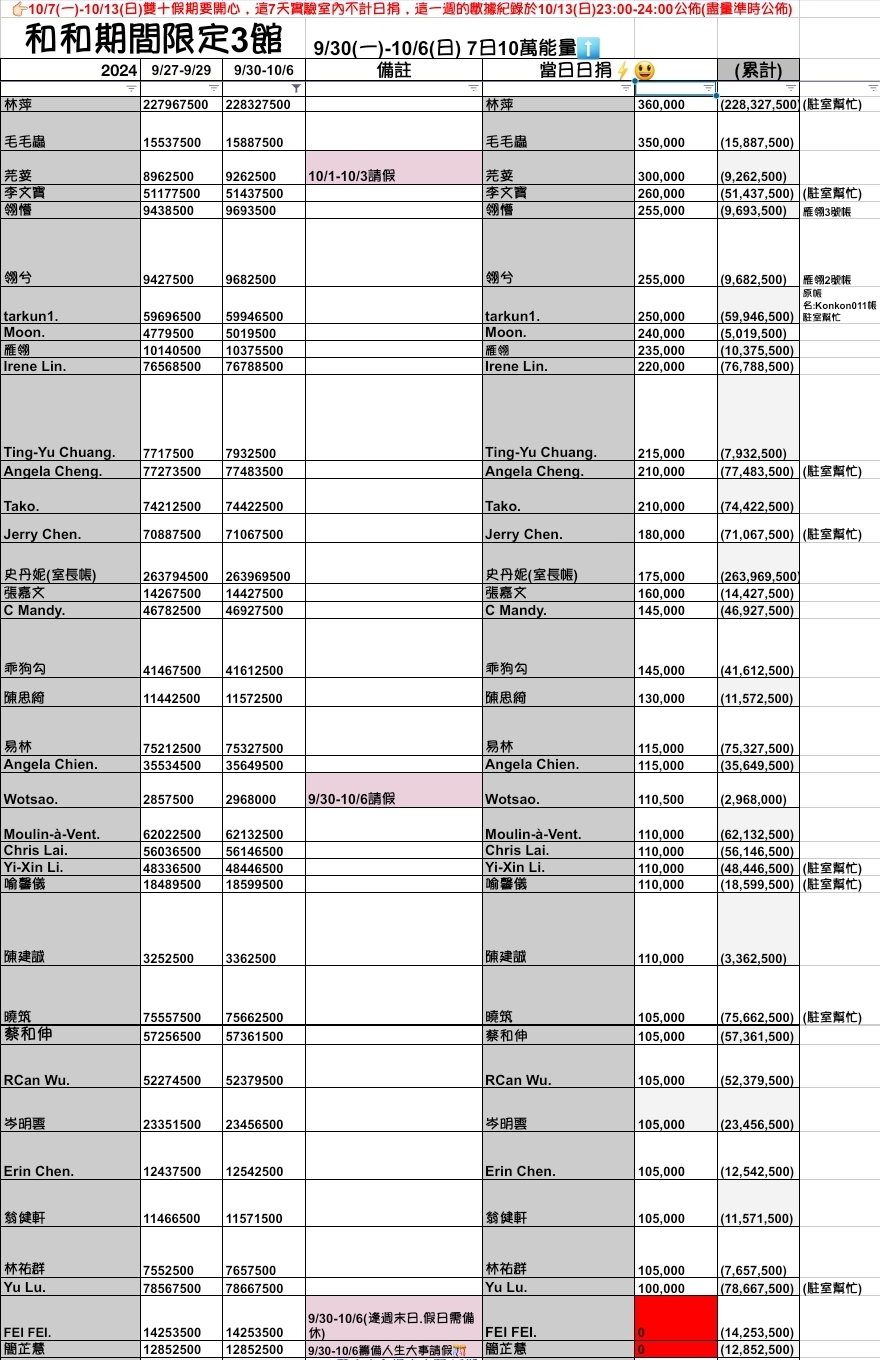 👉🏻10/7(一)-10/13(日)雙十假期要開心，這7天實驗室內不計日捐，這一週的數據紀錄於10/13(日)23:00-24:00公佈(盡量準時公佈)
和和期間限定3館 9/30(一)-10/6(日) 7日10萬能量⬆️
2024 9/27-9/29 9/30-10/6 備註 當日日捐⚡😃 (累計)
林萍 227967500 228327500 林萍 360,000 (228,327,500) (駐室幫忙)
毛毛蟲 15537500 15887500 毛毛蟲 350,000 (15,887,500)
芫荽 8962500 9262500 10/1-10/3請假 芫荽 300,000 (9,262,500)
李文寶 51177500 51437500 李文寶 260,000 (51,437,500) (駐室幫忙)
翎懵 9438500 9693500 翎懵 255,000 (9,693,500) 雁翎3號帳
翎兮 9427500 9682500 翎兮 255,000 (9,682,500) 雁翎2號帳
原帳
名:Konkon011帳
tarkun1. 59696500 59946500 tarkun1. 250,000 (59,946,500) 駐室幫忙
Moon. 4779500 5019500 Moon. 240,000 (5,019,500)
雁翎 10140500 10375500 雁翎 235,000 (10,375,500)
Irene Lin. 76568500 76788500 Irene Lin. 220,000 (76,788,500)
Ting-Yu Chuang. 7717500 7932500 Ting-Yu Chuang. 215,000 (7,932,500)
Angela Cheng. 77273500 77483500 Angela Cheng. 210,000 (77,483,500) (駐室幫忙)
Tako. 74212500 74422500 Tako. 210,000 (74,422,500)
Jerry Chen. 70887500 71067500 Jerry Chen. 180,000 (71,067,500) (駐室幫忙)
史丹妮(室長帳) 263794500 263969500 史丹妮(室長帳) 175,000 (263,969,500)
張嘉文 14267500 14427500 張嘉文 160,000 (14,427,500)
C Mandy. 46782500 46927500 C Mandy. 145,000 (46,927,500)
乖狗勾 41467500 41612500 乖狗勾 145,000 (41,612,500)
陳思綺 11442500 11572500 陳思綺 130,000 (11,572,500)
易林 75212500 75327500 易林 115,000 (75,327,500)
Angela Chien. 35534500 35649500 Angela Chien. 115,000 (35,649,500)
Wotsao. 2857500 2968000 9/30-10/6請假 Wotsao. 110,500 (2,968,000)
Moulin-à-Vent. 62022500 62132500 Moulin-à-Vent. 110,000 (62,132,500)
Chris Lai. 56036500 56146500 Chris Lai. 110,000 (56,146,500)
Yi-Xin Li. 48336500 48446500 Yi-Xin Li. 110,000 (48,446,500) (駐室幫忙)
喻馨儀 18489500 18599500 喻馨儀 110,000 (18,599,500) (駐室幫忙)
陳建誠 3252500 3362500 陳建誠 110,000 (3,362,500)
曉筑 75557500 75662500 曉筑 105,000 (75,662,500) (駐室幫忙)
蔡和伸 57256500 57361500 蔡和伸 105,000 (57,361,500)
RCan Wu. 52274500 52379500 RCan Wu. 105,000 (52,379,500)
岑明雲 23351500 23456500 岑明雲 105,000 (23,456,500)
Erin Chen. 12437500 12542500 Erin Chen. 105,000 (12,542,500)
翁健軒 11466500 11571500 翁健軒 105,000 (11,571,500)
林祐群 7552500 7657500 林祐群 105,000 (7,657,500)
Yu Lu. 78567500 78667500 Yu Lu. 100,000 (78,667,500) (駐室幫忙)
9/30-10/6(逢週末日.假日需備
FEI FEI. 14253500 14253500 休) FEI FEI. 0 (14,253,500)
簡芷慧 12852500 12852500 9/30-10/6籌備人生大事請假🎊 簡芷慧 0 (12,852,500)